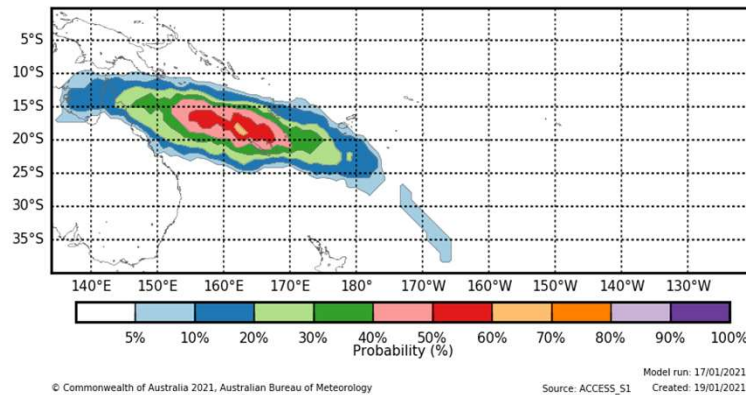 5°S
10°S
15°S
20°S
25°S
30°S
35°S
140°E 150°E 160°E 170°E 180° 170°W 160°W 150°W 140°W 130°W
5% 10% 20% 30% 40% 50% 60% 70% 80% 90% 100%
Probability (%)
Model run: 17/01/2021
© Commonwealth of Australia 2021, Australian Bureau of Meteorology Source: ACCESS_S1 Created: 19/01/2021